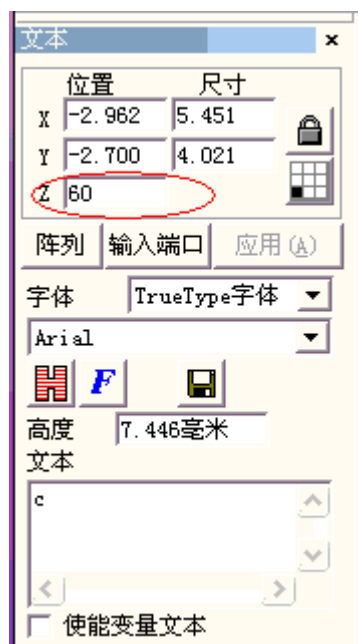 文本
位置 尺寸
X -2.962 5.451
Y -2.700 4.021
Z 60
阵列 输入端口 应用(A)
字体 TrueType字体
Arial
H F
高度 7.446毫米
文本
c
使能变量文本